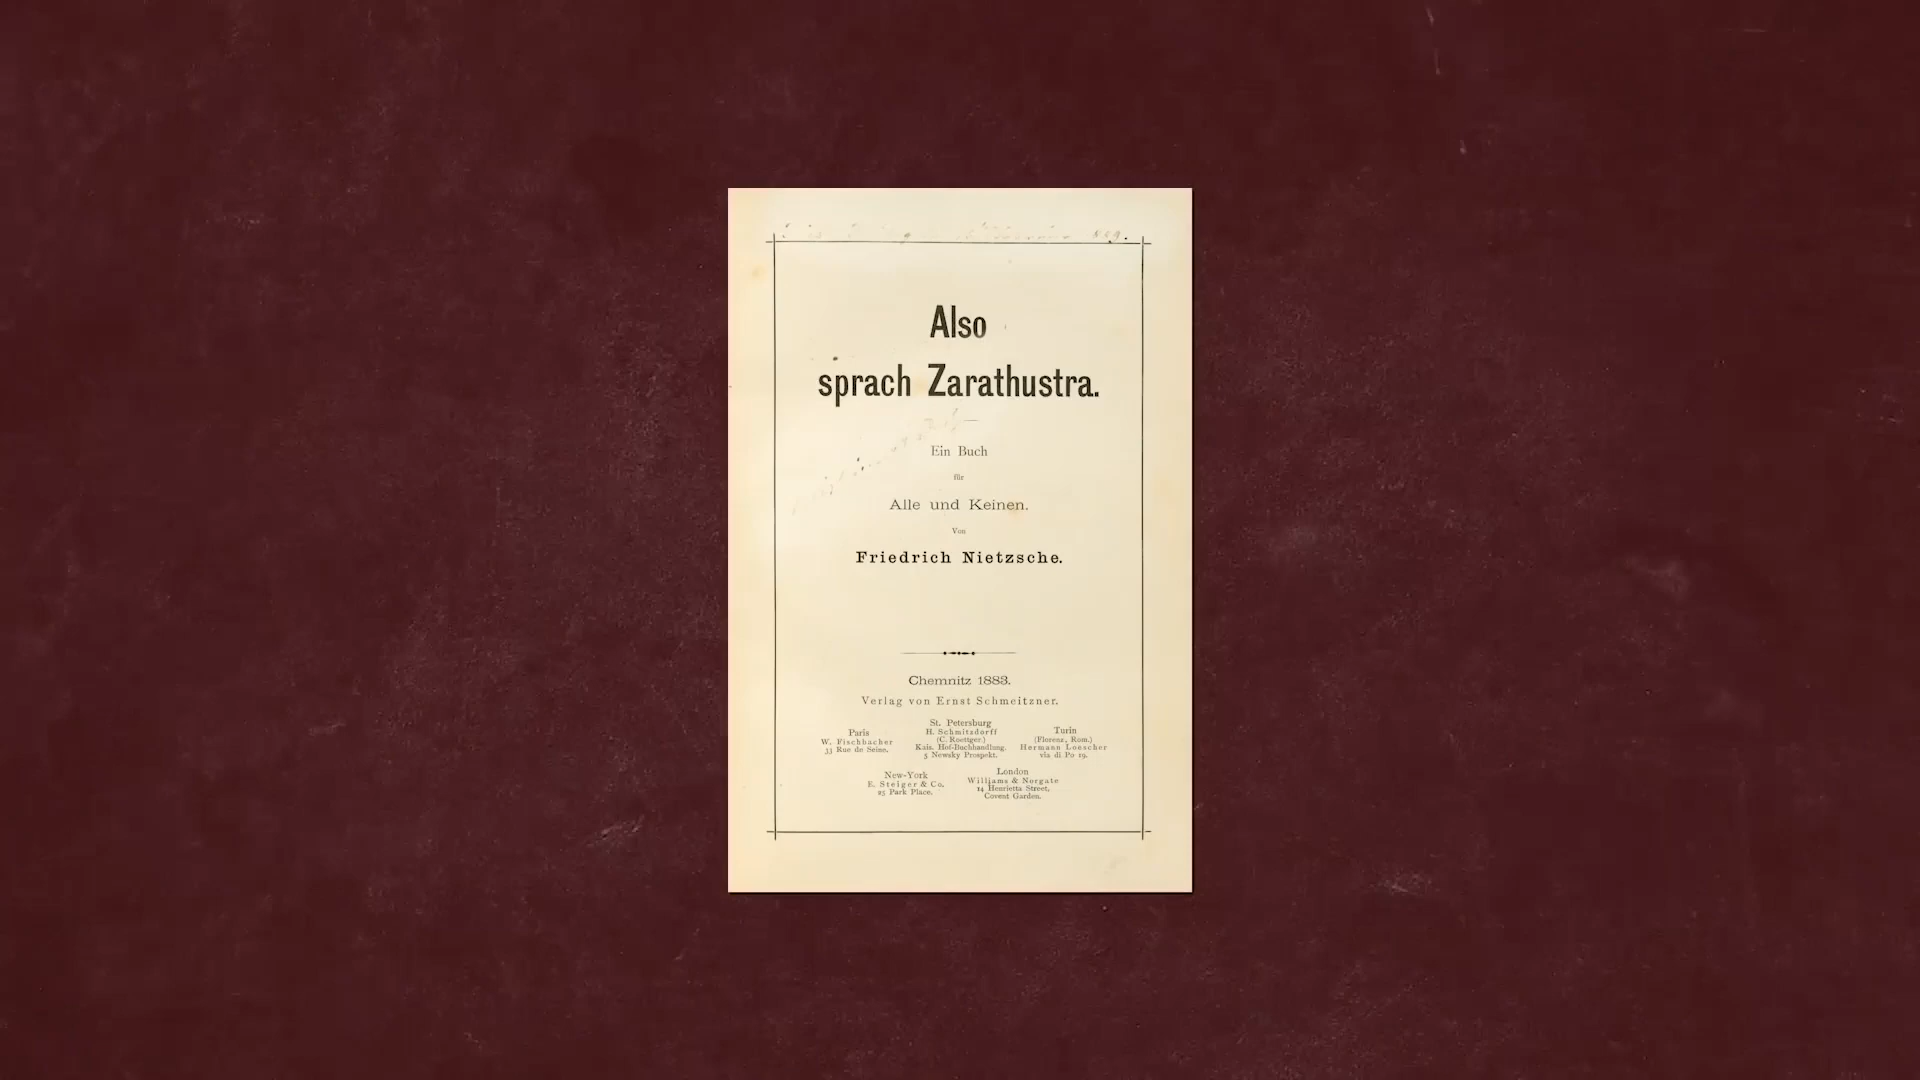 Also
sprach Zarathustra.
Ein Buch
für
Alle und Keinen.
Von
Friedrich Nietzsche.
Chemnitz 1883.
Verlag von Ernst Schmeitzner.
Paris
W. Fischbacher
33 Rue de Seine.
St. Petersburg
H. Schmitzdorff
(C. Roettger)
Kais. Hof-Buchhandlung.
5 Newsky Prospekt.
Turin
(Florenz, Rom.)
Hermann Loescher
via di Po 19.
New-York
E. Steiger & Co.
25 Park Place.
London
Williams & Norgate
14 Henrietta Street,
Covent Garden.